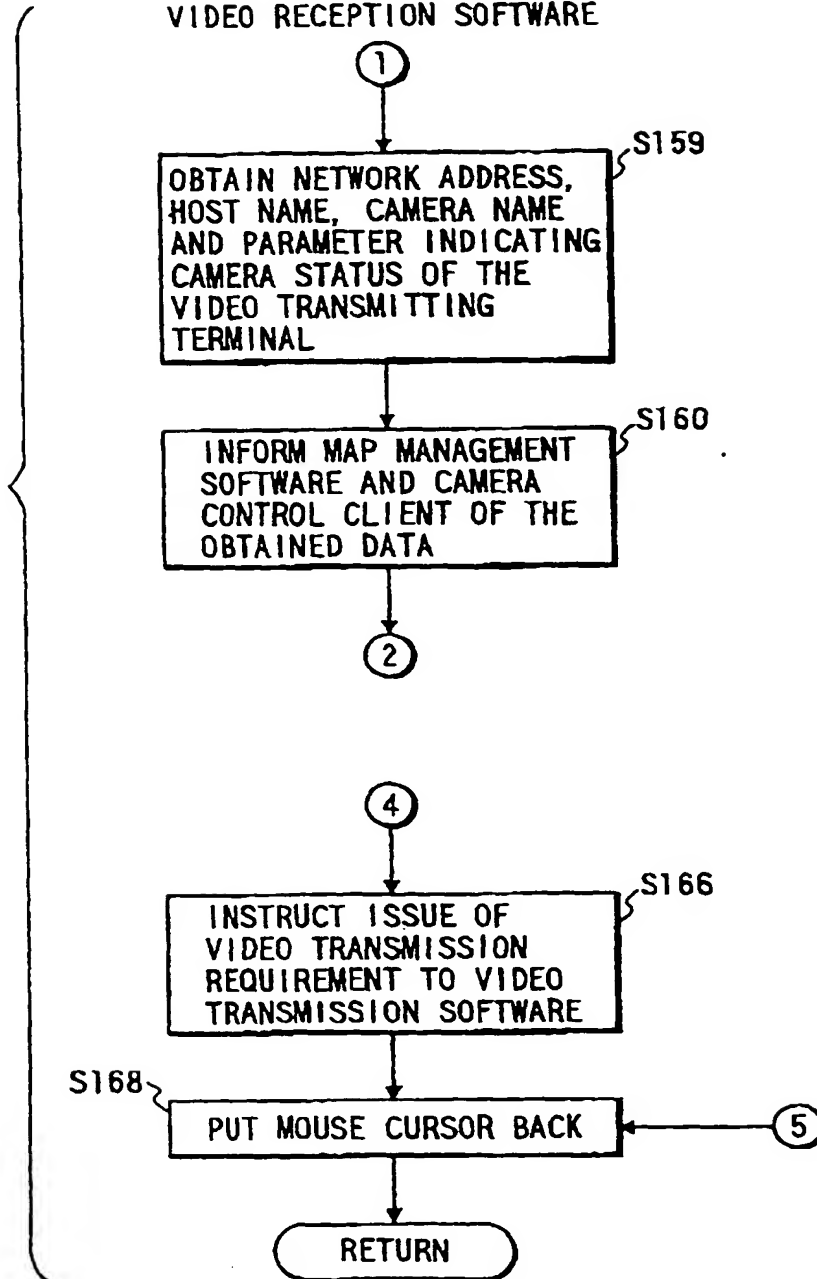 VIDEO RECEPTION SOFTWARE
1
S159
OBTAIN NETWORK ADDRESS,
HOST NAME, CAMERA NAME
AND PARAMETER INDICATING
CAMERA STATUS OF THE
VIDEO TRANSMITTING
TERMINAL
S160
INFORM MAP MANAGEMENT
SOFTWARE AND CAMERA
CONTROL CLIENT OF THE
OBTAINED DATA
2
4
S166
INSTRUCT ISSUE OF
VIDEO TRANSMISSION
REQUIREMENT TO VIDEO
TRANSMISSION SOFTWARE
S168
PUT MOUSE CURSOR BACK
5
RETURN